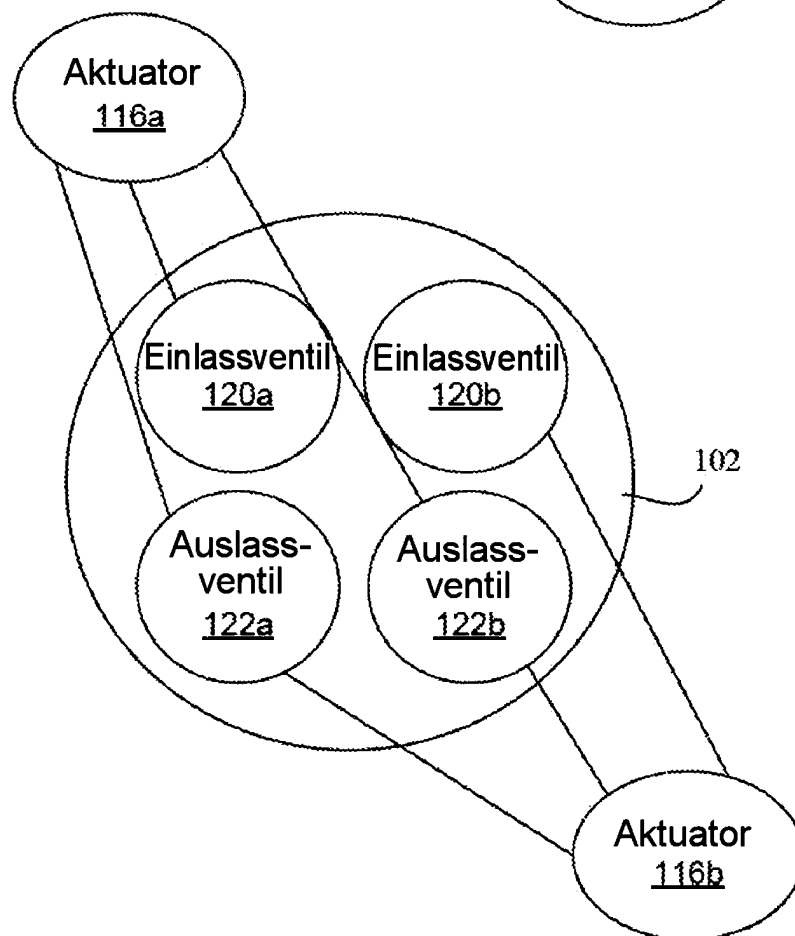 Aktuator
116a
Einlassventil
120a
Einlassventil
120b
102
Auslass-
ventil
122a
Auslass-
ventil
122b
Aktuator
116b